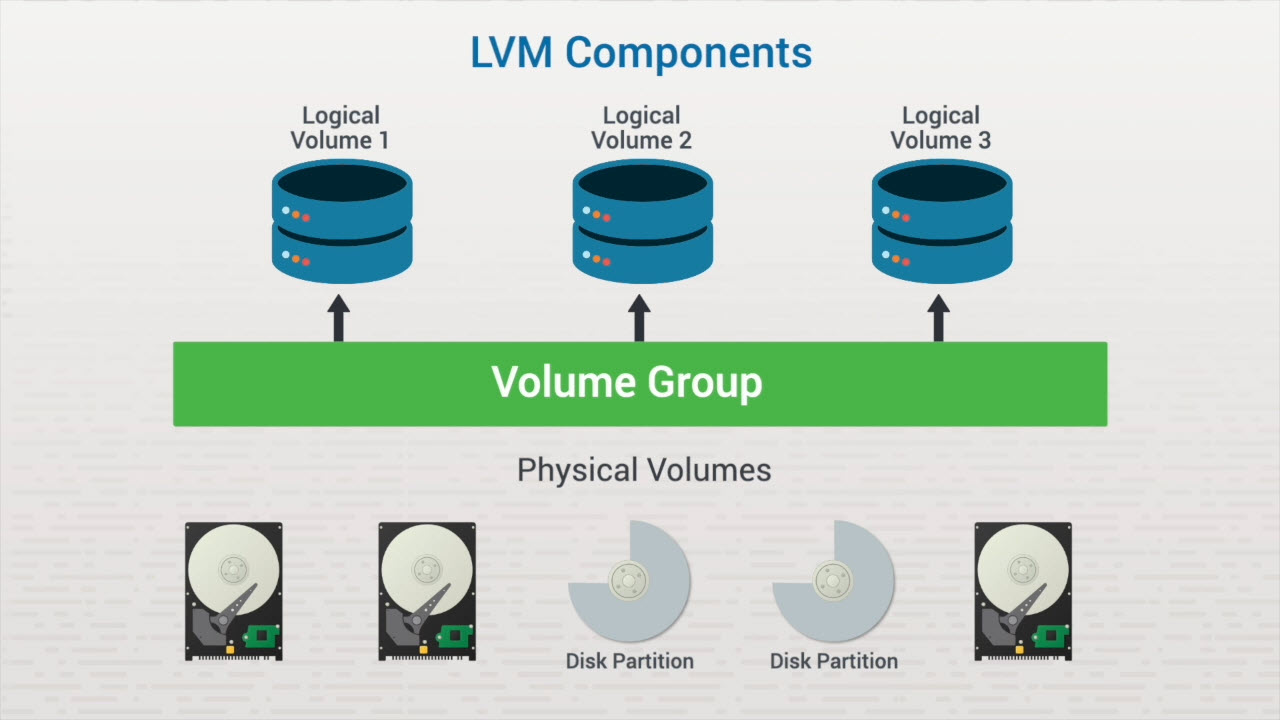 LVM Components
Logical
Volume 1
Logical
Volume 2
Logical
Volume 3
Volume Group
Physical Volumes
Disk Partition
Disk Partition